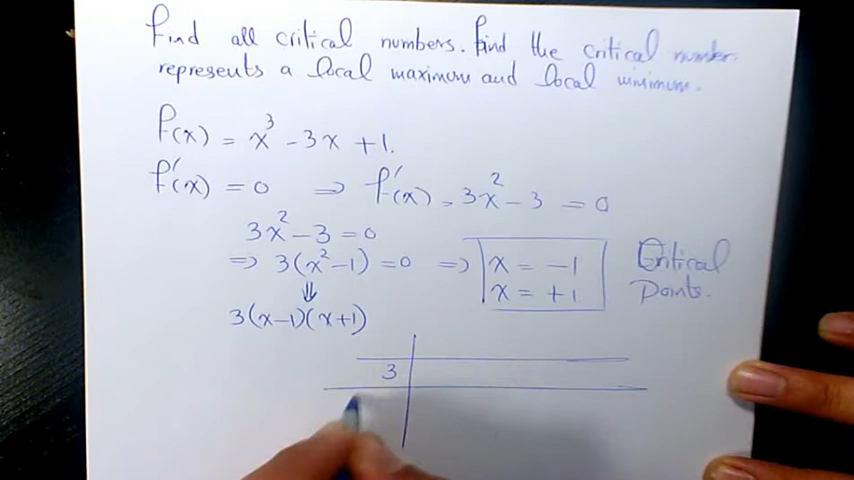 Find all critical numbers. Find the critical number.
represents a local maximum and local minimum.
f(x) = x³ - 3x + 1.
f'(x) = 0 ⇒ f'(x) = 3x² - 3 = 0
3x² - 3 = 0
⇒ 3(x² - 1) = 0 ⇒ x = -1
x = +1
Critical
Points.
⇓
3(x-1)(x+1)
3